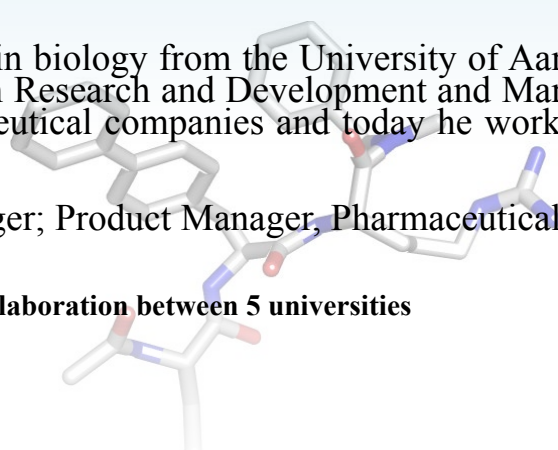 in biology from the University of Aar
Research and Development and Mar
eutical companies and today he work
ger; Product Manager, Pharmaceutical
laboration between 5 universities